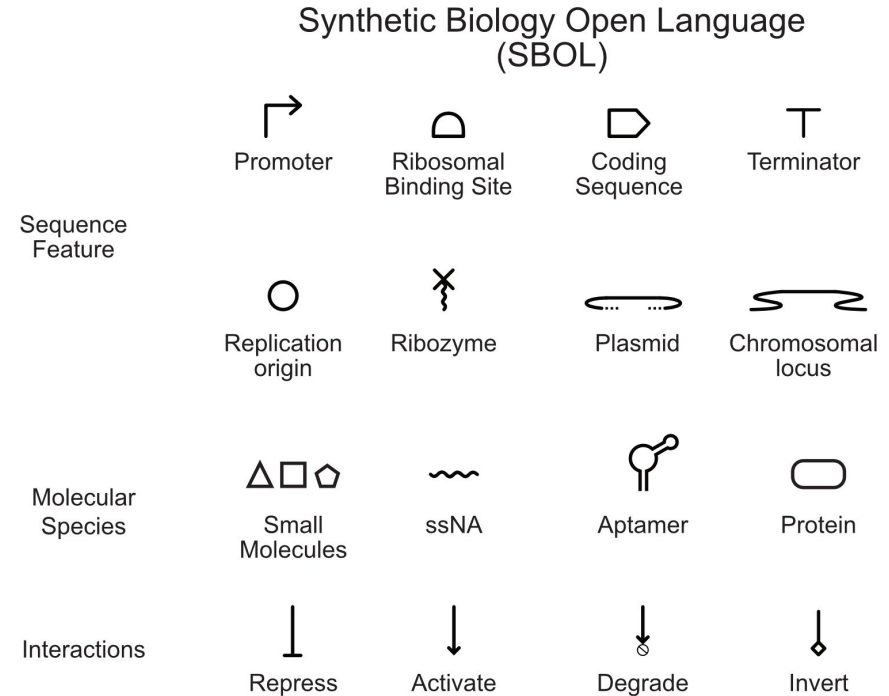 Synthetic Biology Open Language
(SBOL)
Promoter
Ribosomal
Binding Site
Coding
Sequence
Terminator
Sequence
Feature
Replication
origin
Ribozyme
Plasmid
Chromosomal
locus
Molecular
Species
Small
Molecules
ssNA
Aptamer
Protein
Interactions
Repress
Activate
Degrade
Invert